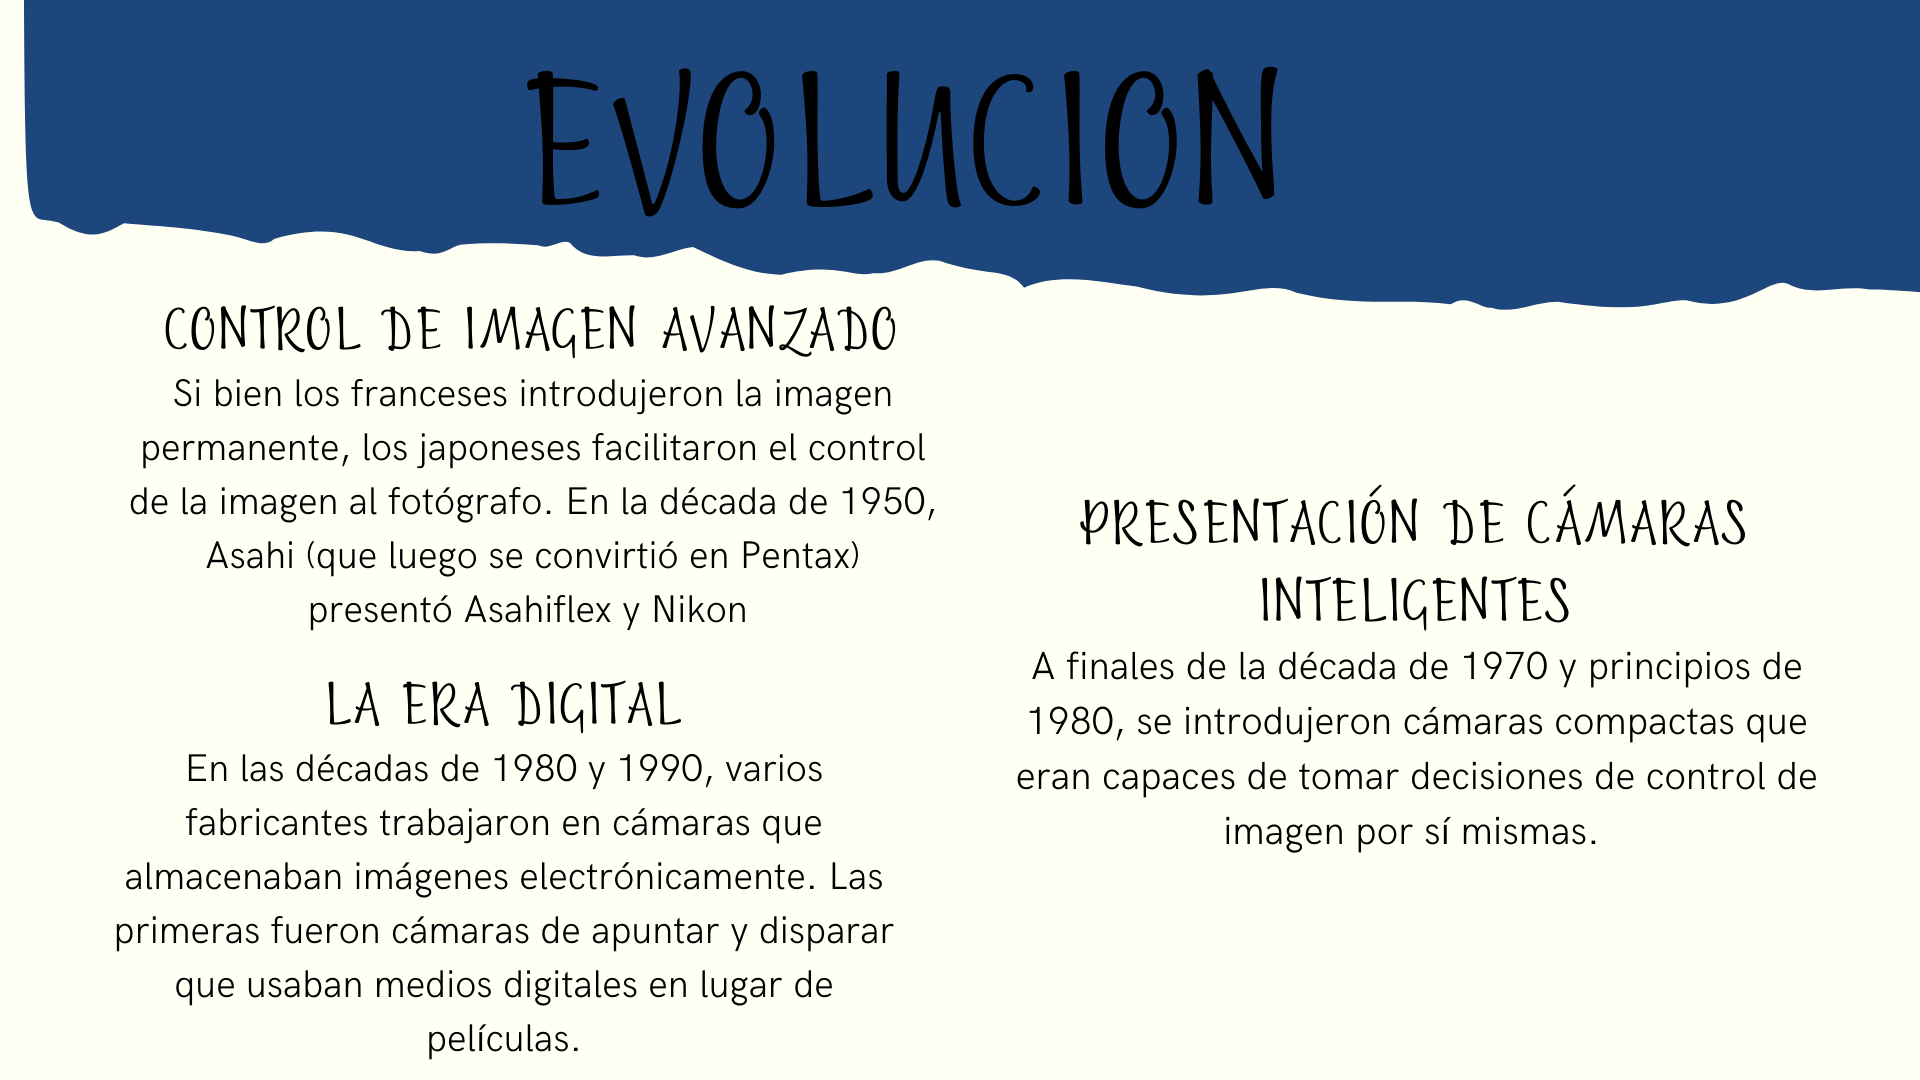 EVOLUCION
CONTROL DE IMAGEN AVANZADO
Si bien los franceses introdujeron la imagen
permanente, los japoneses facilitaron el control
de la imagen al fotógrafo. En la década de 1950,
Asahi (que luego se convirtió en Pentax)
presentó Asahiflex y Nikon
LA ERA DIGITAL
En las décadas de 1980 y 1990, varios
fabricantes trabajaron en cámaras que
almacenaban imágenes electrónicamente. Las
primeras fueron cámaras de apuntar y disparar
que usaban medios digitales en lugar de
películas.
PRESENTACIÓN DE CÁMARAS
INTELIGENTES
A finales de la década de 1970 y principios de
1980, se introdujeron cámaras compactas que
eran capaces de tomar decisiones de control de
imagen por sí mismas.